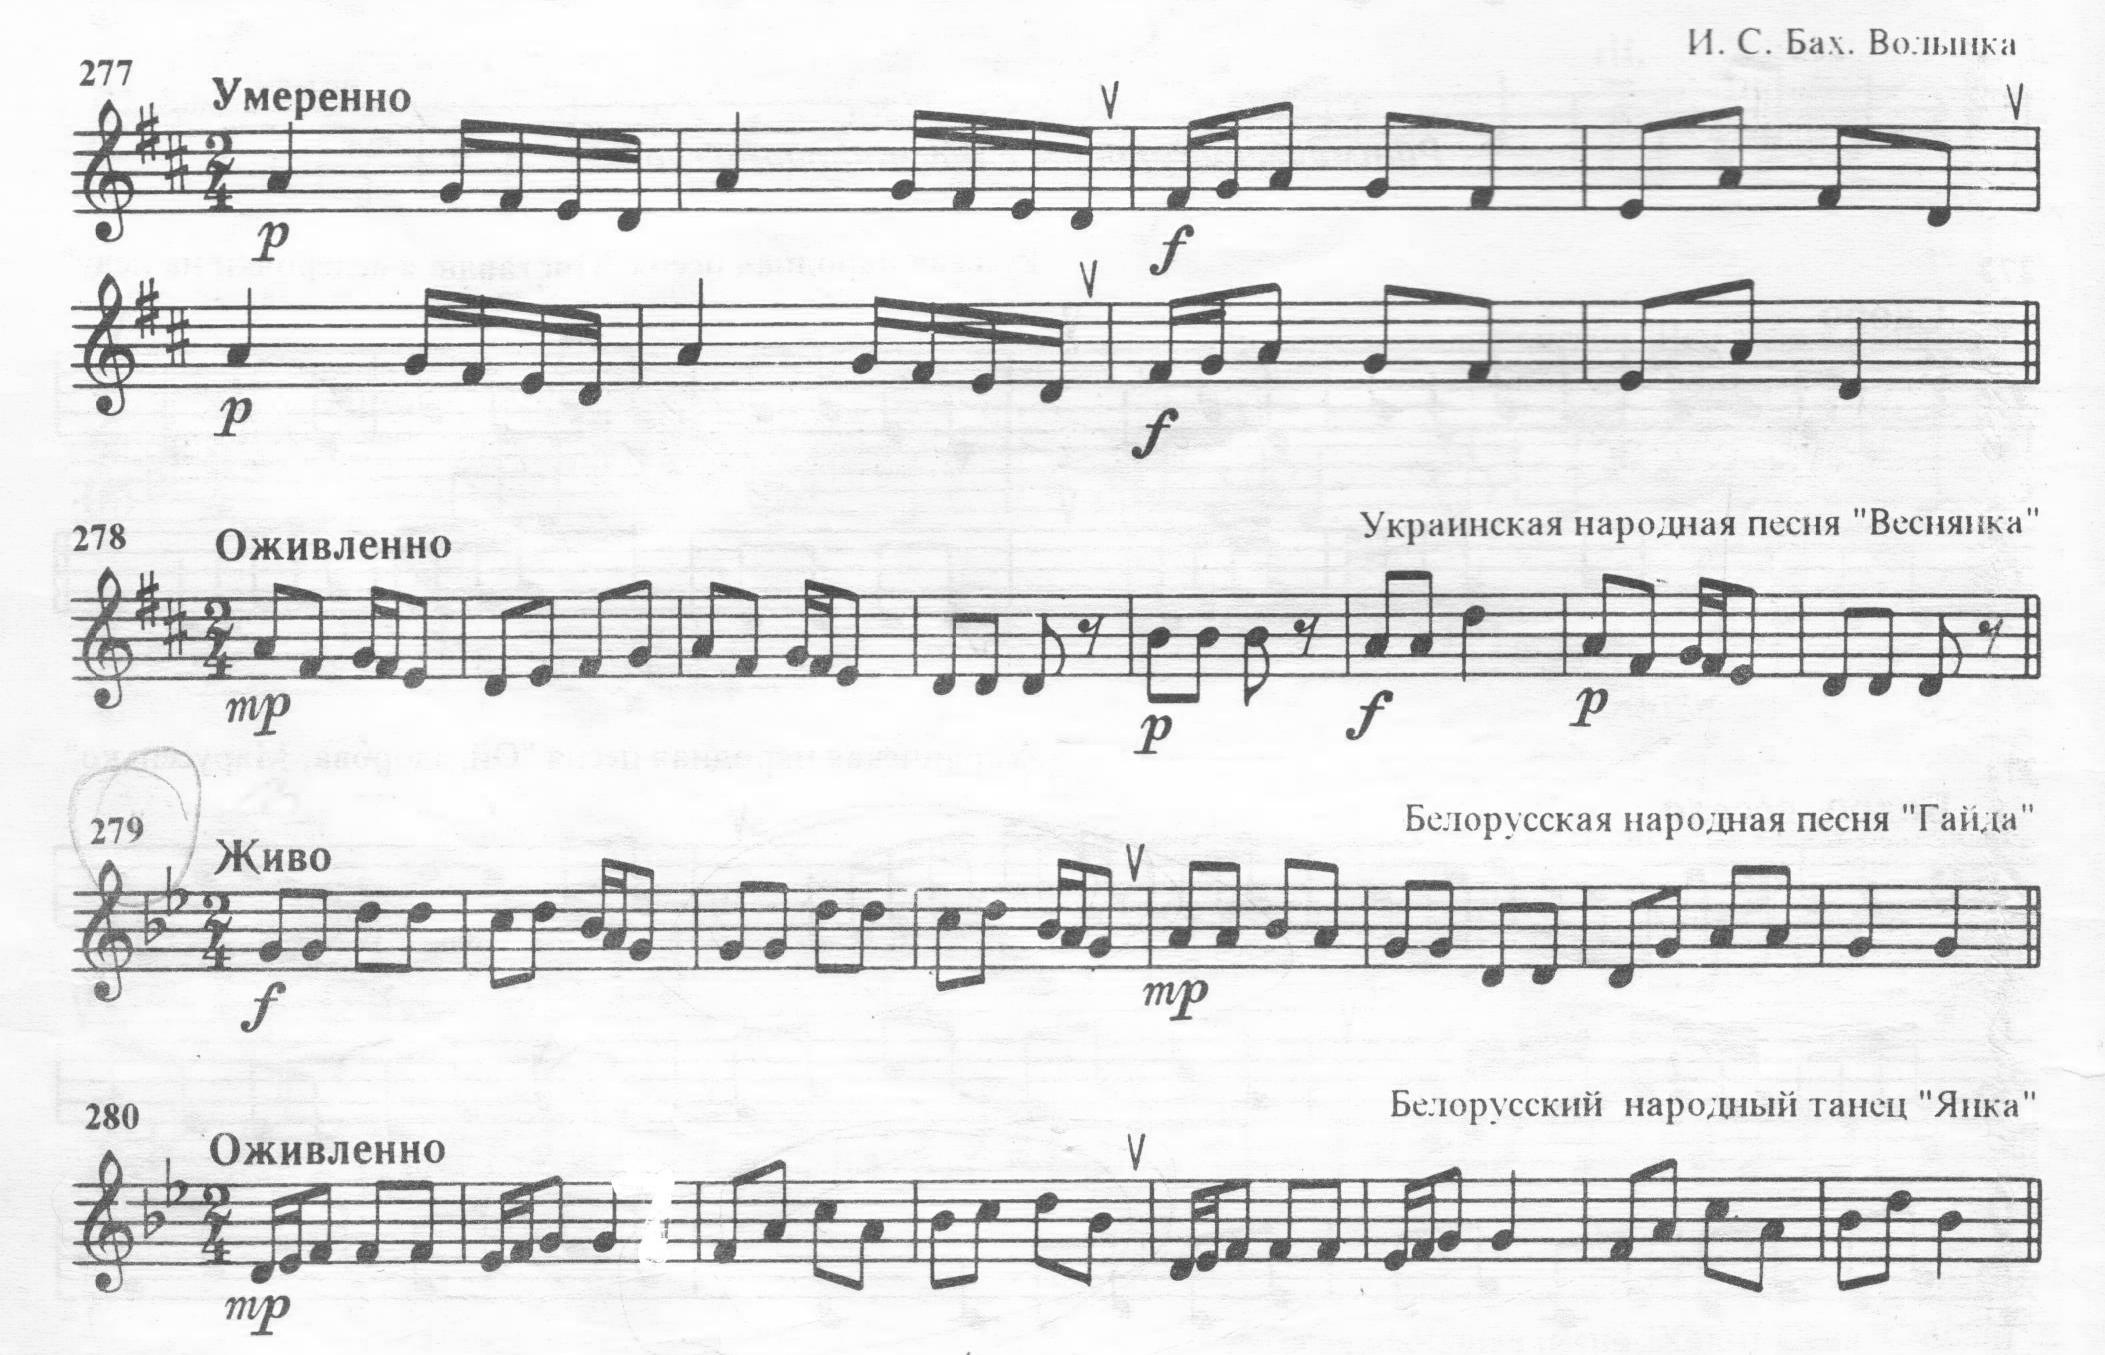 И. С. Бах. Волынка
277
Умеренно
p
f
p
f
Украинская народная песня "Веснянка"
278
Оживленно
mp
p
f
p
Белорусская народная песня "Гайда"
279
Живо
f
mp
Белорусский народный танец "Янка"
280
Оживленно
mp